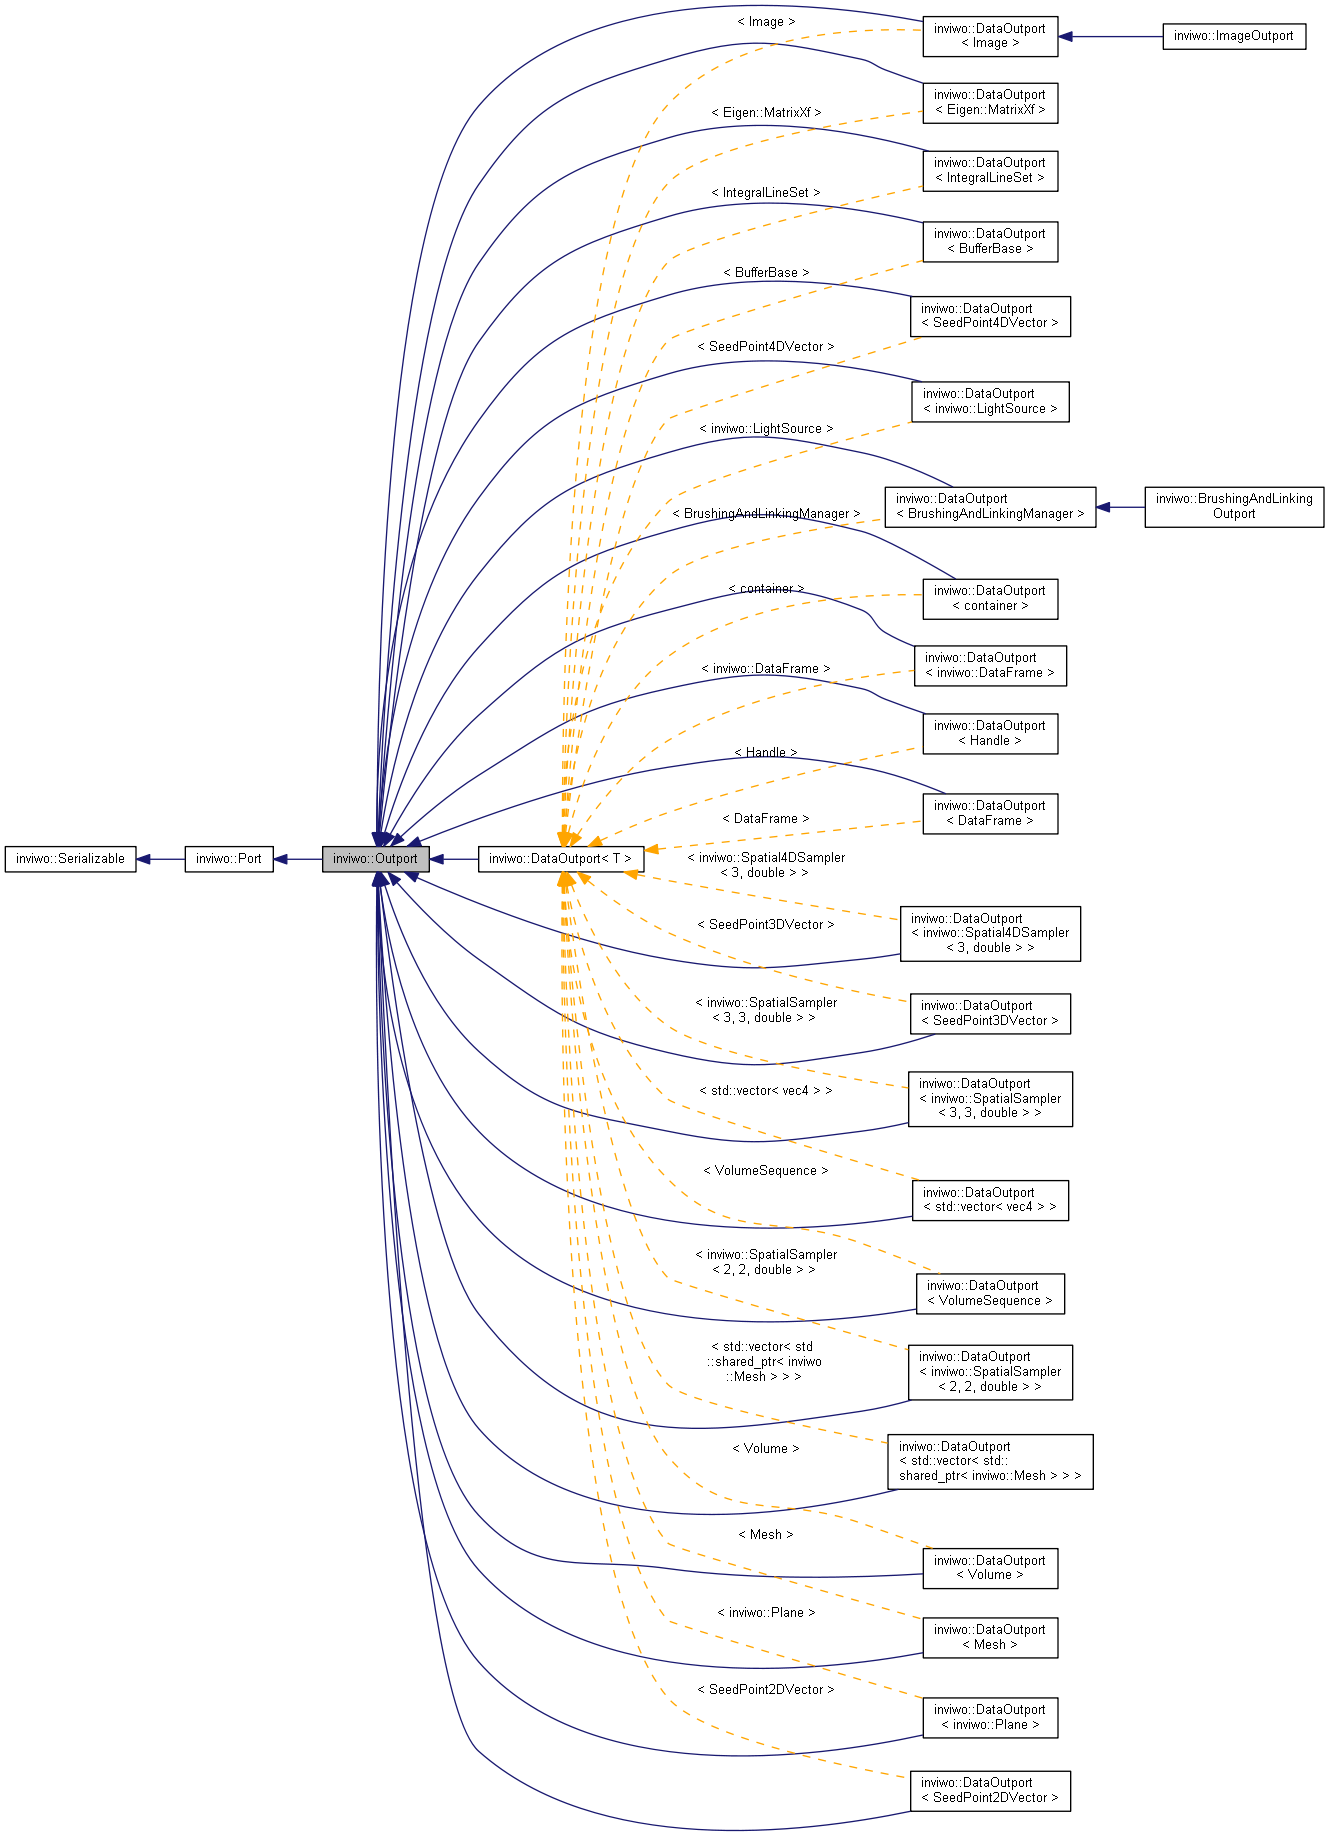 < Image >
inviwo::DataOutport
< Image >
inviwo::ImageOutport
inviwo::DataOutport
< Eigen::MatrixXf >
< Eigen::MatrixXf >
inviwo::DataOutport
< IntegralLineSet >
< IntegralLineSet >
inviwo::DataOutport
< BufferBase >
< BufferBase >
inviwo::DataOutport
< SeedPoint4DVector >
< SeedPoint4DVector >
inviwo::DataOutport
< inviwo::LightSource >
< inviwo::LightSource >
inviwo::DataOutport
< BrushingAndLinkingManager >
inviwo::BrushingAndLinking
Outport
< BrushingAndLinkingManager >
inviwo::DataOutport
< container >
< container >
inviwo::DataOutport
< inviwo::DataFrame >
< inviwo::DataFrame >
inviwo::DataOutport
< Handle >
< Handle >
inviwo::DataOutport
< DataFrame >
< DataFrame >
inviwo::Serializable
inviwo::Port
inviwo::Outport
inviwo::DataOutport< T >
< inviwo::Spatial4DSampler
< 3, double > >
inviwo::DataOutport
< inviwo::Spatial4DSampler
< 3, double > >
< SeedPoint3DVector >
inviwo::DataOutport
< SeedPoint3DVector >
< inviwo::SpatialSampler
< 3, 3, double > >
inviwo::DataOutport
< inviwo::SpatialSampler
< 3, 3, double > >
< std::vector< vec4 > >
inviwo::DataOutport
< std::vector< vec4 > >
< VolumeSequence >
inviwo::DataOutport
< VolumeSequence >
< inviwo::SpatialSampler
< 2, 2, double > >
inviwo::DataOutport
< inviwo::SpatialSampler
< 2, 2, double > >
< std::vector< std
::shared_ptr< inviwo
::Mesh > > >
inviwo::DataOutport
< std::vector< std::
shared_ptr< inviwo::Mesh > > >
< Volume >
inviwo::DataOutport
< Volume >
< Mesh >
inviwo::DataOutport
< Mesh >
< inviwo::Plane >
inviwo::DataOutport
< inviwo::Plane >
< SeedPoint2DVector >
inviwo::DataOutport
< SeedPoint2DVector >